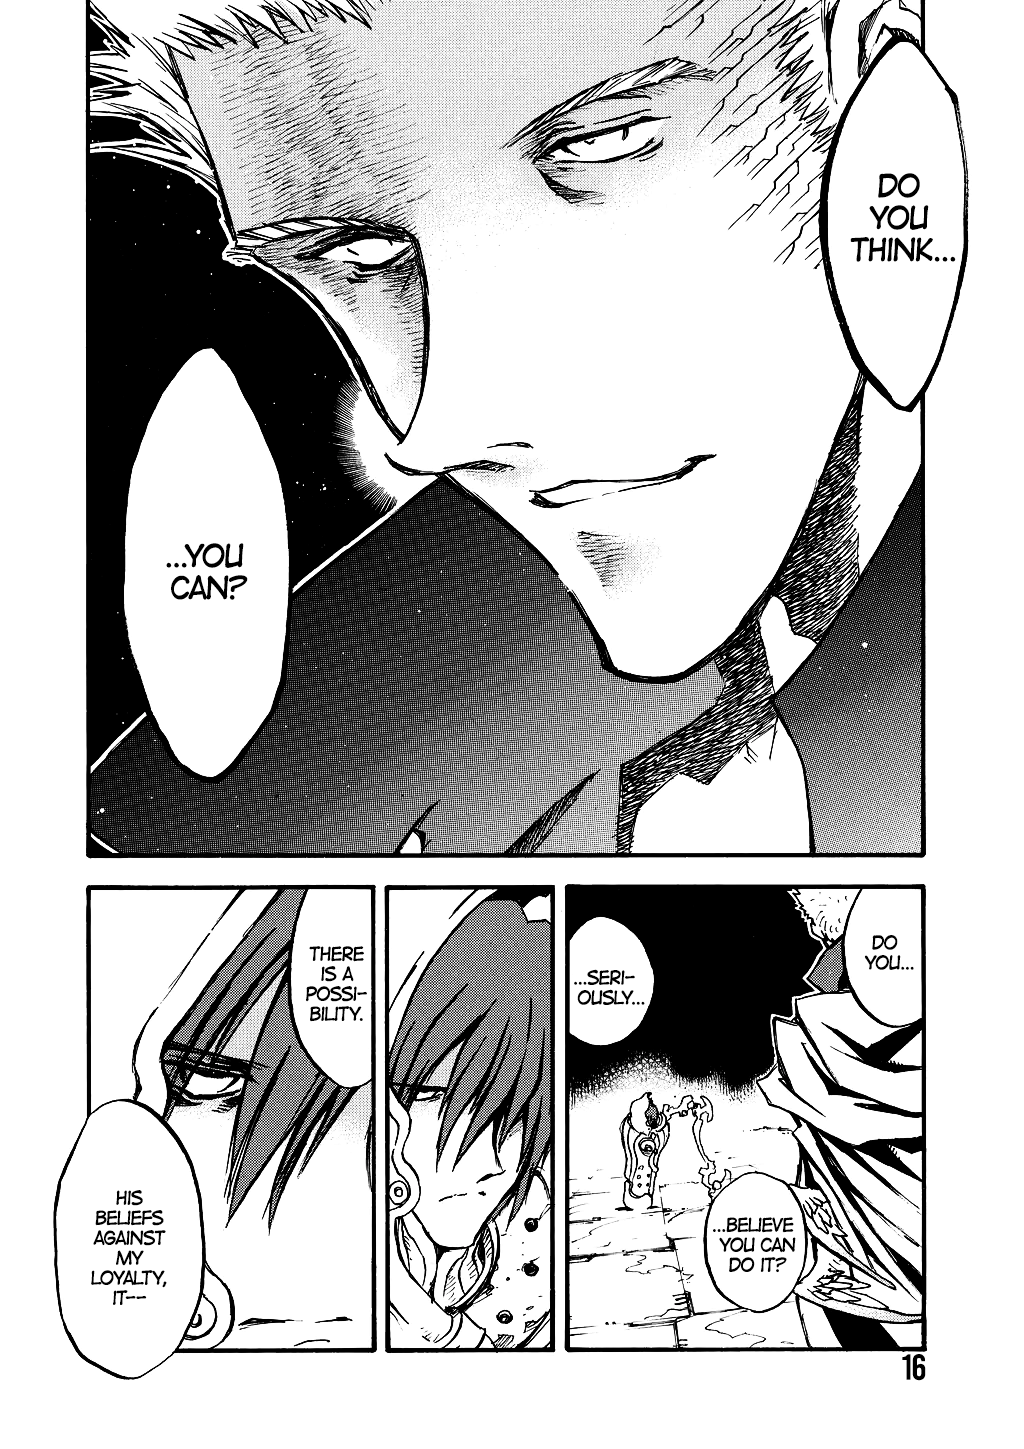 DO
YOU
THINK...
...YOU
CAN?
DO
YOU...
...SERI-
OUSLY...
...BELIEVE
YOU CAN
DO IT?
THERE
IS A
POSSI-
BILITY.
HIS
BELIEFS
AGAINST
MY
LOYALTY,
IT--
16